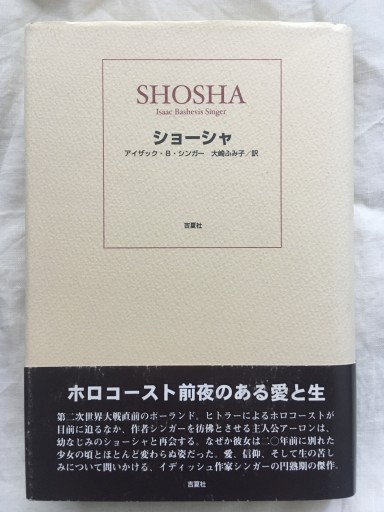 SHOSHA
Isaac Bashevis Singer
ショーシャ
アイザック・B・シンガー　大﨑ふみ子／訳
吉夏社
ホロコースト前夜のある愛と生
第二次世界大戦直前のポーランド。ヒトラーによるホロコーストが
目前に迫るなか、作者シンガーを彷彿とさせる主人公アーロンは、
幼なじみのショーシャと再会する。なぜか彼女は二〇年前に別れた
少女の頃とほとんど変わらぬ姿だった。愛、信仰、そして生の苦し
みについて問いかける、イディッシュ作家シンガーの円熟期の傑作。
吉夏社